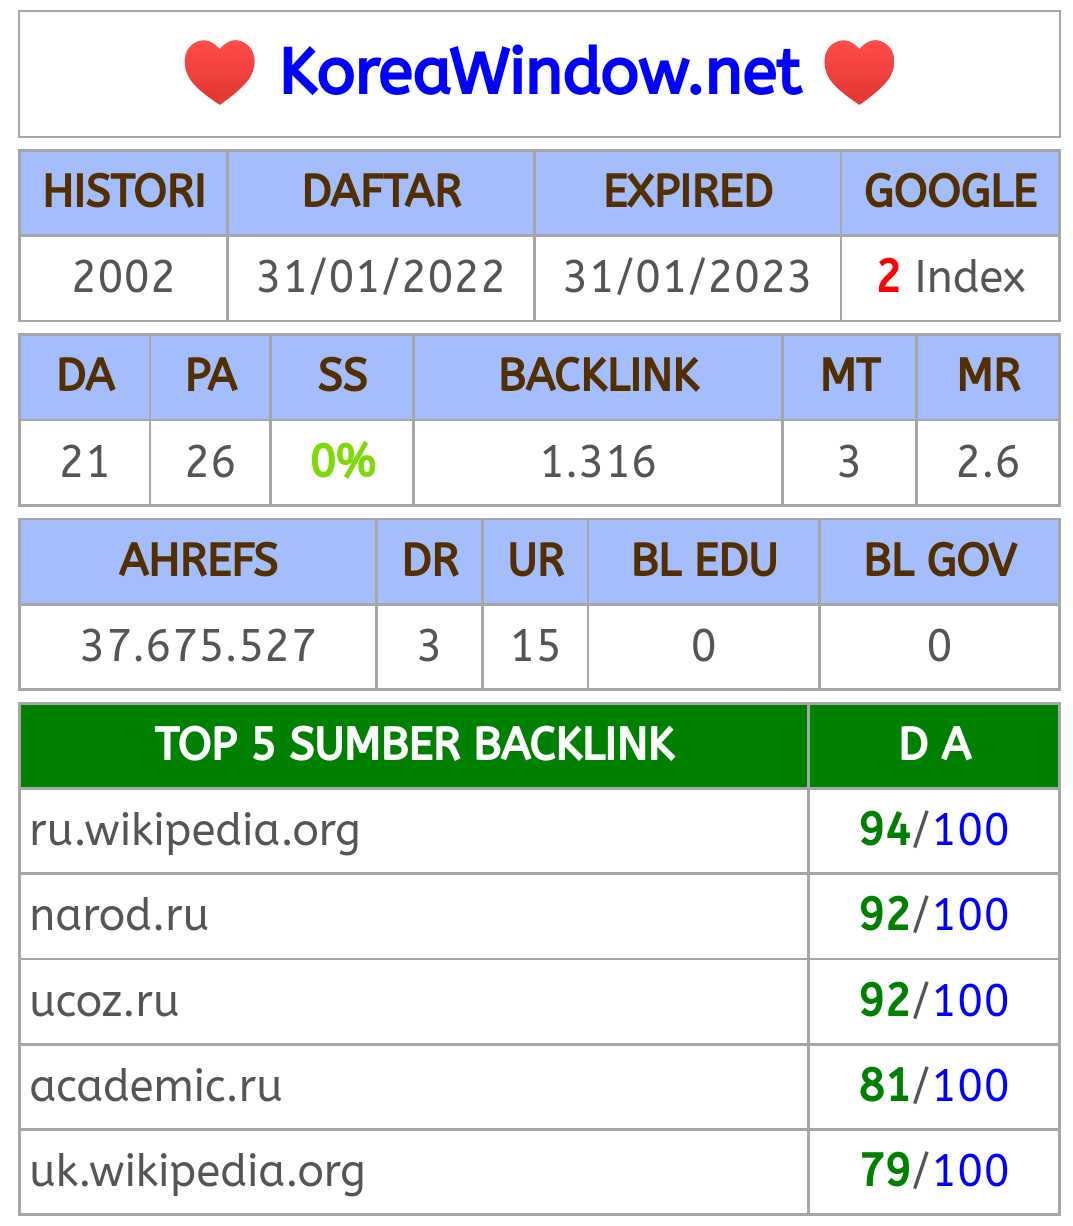 KoreaWindow.net
HISTORI DAFTAR EXPIRED GOOGLE
2002 31/01/2022 31/01/2023 2 Index
DA PA SS BACKLINK MT MR
21 26 0% 1.316 3 2.6
AHREFS DR UR BL EDU BL GOV
37.675.527 3 15 0 0
TOP 5 SUMBER BACKLINK D A
ru.wikipedia.org 94/100
narod.ru 92/100
ucoz.ru 92/100
academic.ru 81/100
uk.wikipedia.org 79/100